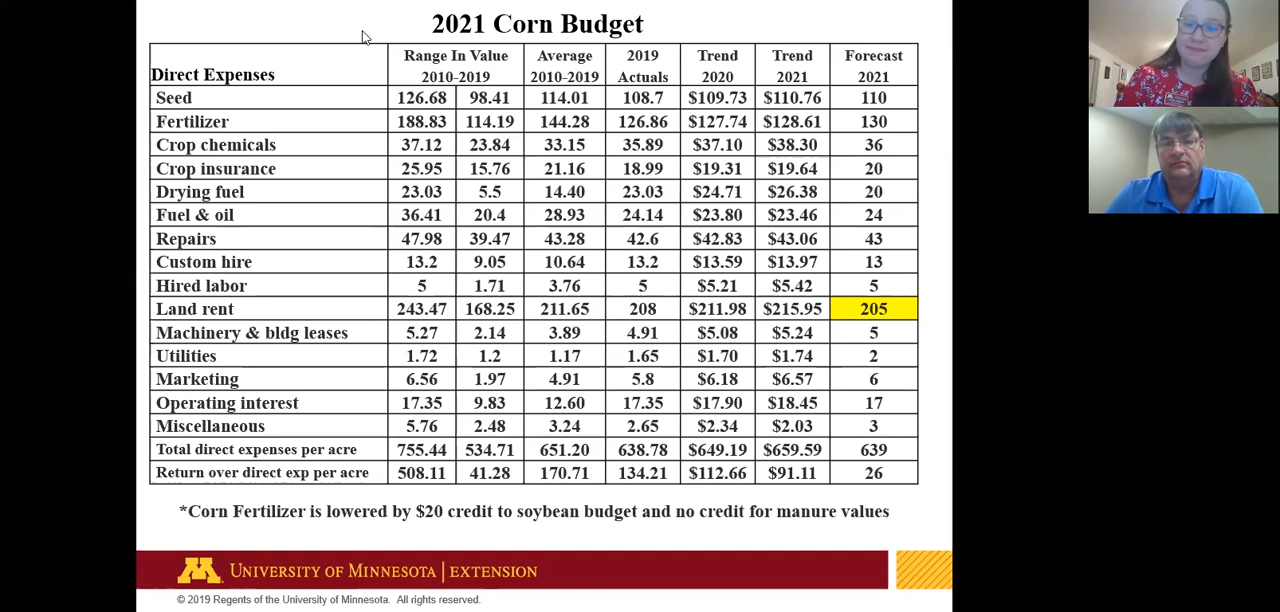 2021 Corn Budget
Direct Expenses Range In Value 2010-2019 Average 2010-2019 2019 Actuals Trend 2020 Trend 2021 Forecast 2021
Seed 126.68 98.41 114.01 108.7 $109.73 $110.76 110
Fertilizer 188.83 114.19 144.28 126.86 $127.74 $128.61 130
Crop chemicals 37.12 23.84 33.15 35.89 $37.10 $38.30 36
Crop insurance 25.95 15.76 21.16 18.99 $19.31 $19.64 20
Drying fuel 23.03 5.5 14.40 23.03 $24.71 $26.38 20
Fuel & oil 36.41 20.4 28.93 24.14 $23.80 $23.46 24
Repairs 47.98 39.47 43.28 42.6 $42.83 $43.06 43
Custom hire 13.2 9.05 10.64 13.2 $13.59 $13.97 13
Hired labor 5 1.71 3.76 5 $5.21 $5.42 5
Land rent 243.47 168.25 211.65 208 $211.98 $215.95 205
Machinery & bldg leases 5.27 2.14 3.89 4.91 $5.08 $5.24 5
Utilities 1.72 1.2 1.17 1.65 $1.70 $1.74 2
Marketing 6.56 1.97 4.91 5.8 $6.18 $6.57 6
Operating interest 17.35 9.83 12.60 17.35 $17.90 $18.45 17
Miscellaneous 5.76 2.48 3.24 2.65 $2.34 $2.03 3
Total direct expenses per acre 755.44 534.71 651.20 638.78 $649.19 $659.59 639
Return over direct exp per acre 508.11 41.28 170.71 134.21 $112.66 $91.11 26
*Corn Fertilizer is lowered by $20 credit to soybean budget and no credit for manure values
M UNIVERSITY OF MINNESOTA | EXTENSION
© 2019 Regents of the University of Minnesota. All rights reserved.